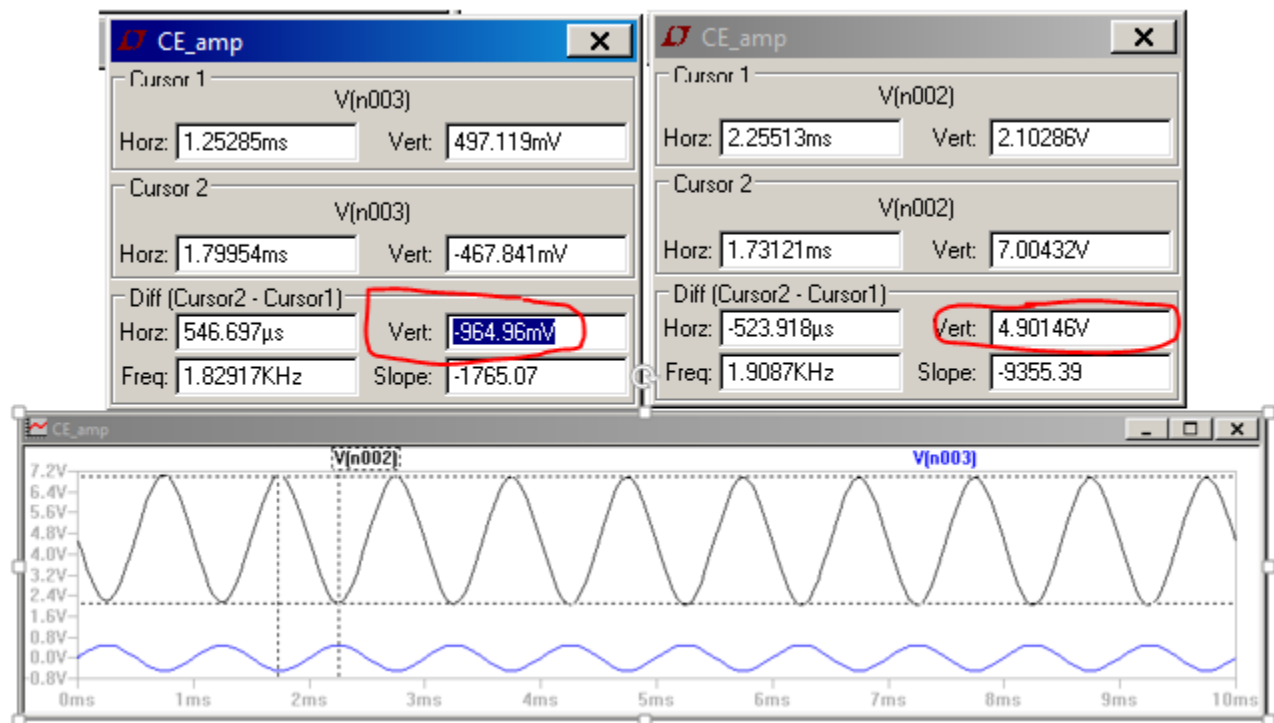 CE_amp
Cursor 1
V(n003)
Horz: 1.25285ms Vert: 497.119mV
Cursor 2
V(n003)
Horz: 1.79954ms Vert: -467.841mV
Diff (Cursor2 - Cursor1)
Horz: 546.697µs Vert: -964.96mV
Freq: 1.82917KHz Slope: -1765.07
CE_amp
Cursor 1
V(n002)
Horz: 2.25513ms Vert: 2.10286V
Cursor 2
V(n002)
Horz: 1.73121ms Vert: 7.00432V
Diff (Cursor2 - Cursor1)
Horz: -523.918µs Vert: 4.90146V
Freq: 1.9087KHz Slope: -9355.39
CE_amp
V(n002) V(n003)
7.2V
6.4V
5.6V
4.8V
4.0V
3.2V
2.4V
1.6V
0.8V
0.0V
-0.8V
0ms 1ms 2ms 3ms 4ms 5ms 6ms 7ms 8ms 9ms 10ms